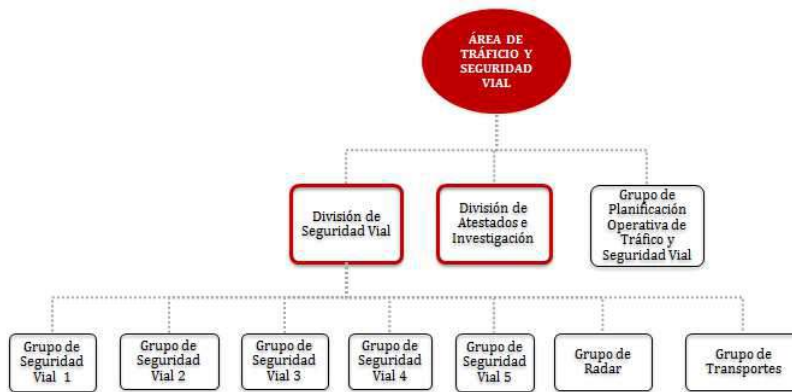 ÁREA DE
TRÁFICIO Y
SEGURIDAD
VIAL
División de
Seguridad Vial
División de
Atestados e
Investigación
Grupo de
Planificación
Operativa de
Tráfico y
Seguridad Vial
Grupo de
Seguridad
Vial 1
Grupo de
Seguridad
Vial 2
Grupo de
Seguridad
Vial 3
Grupo de
Seguridad
Vial 4
Grupo de
Seguridad
Vial 5
Grupo de
Radar
Grupo de
Transportes